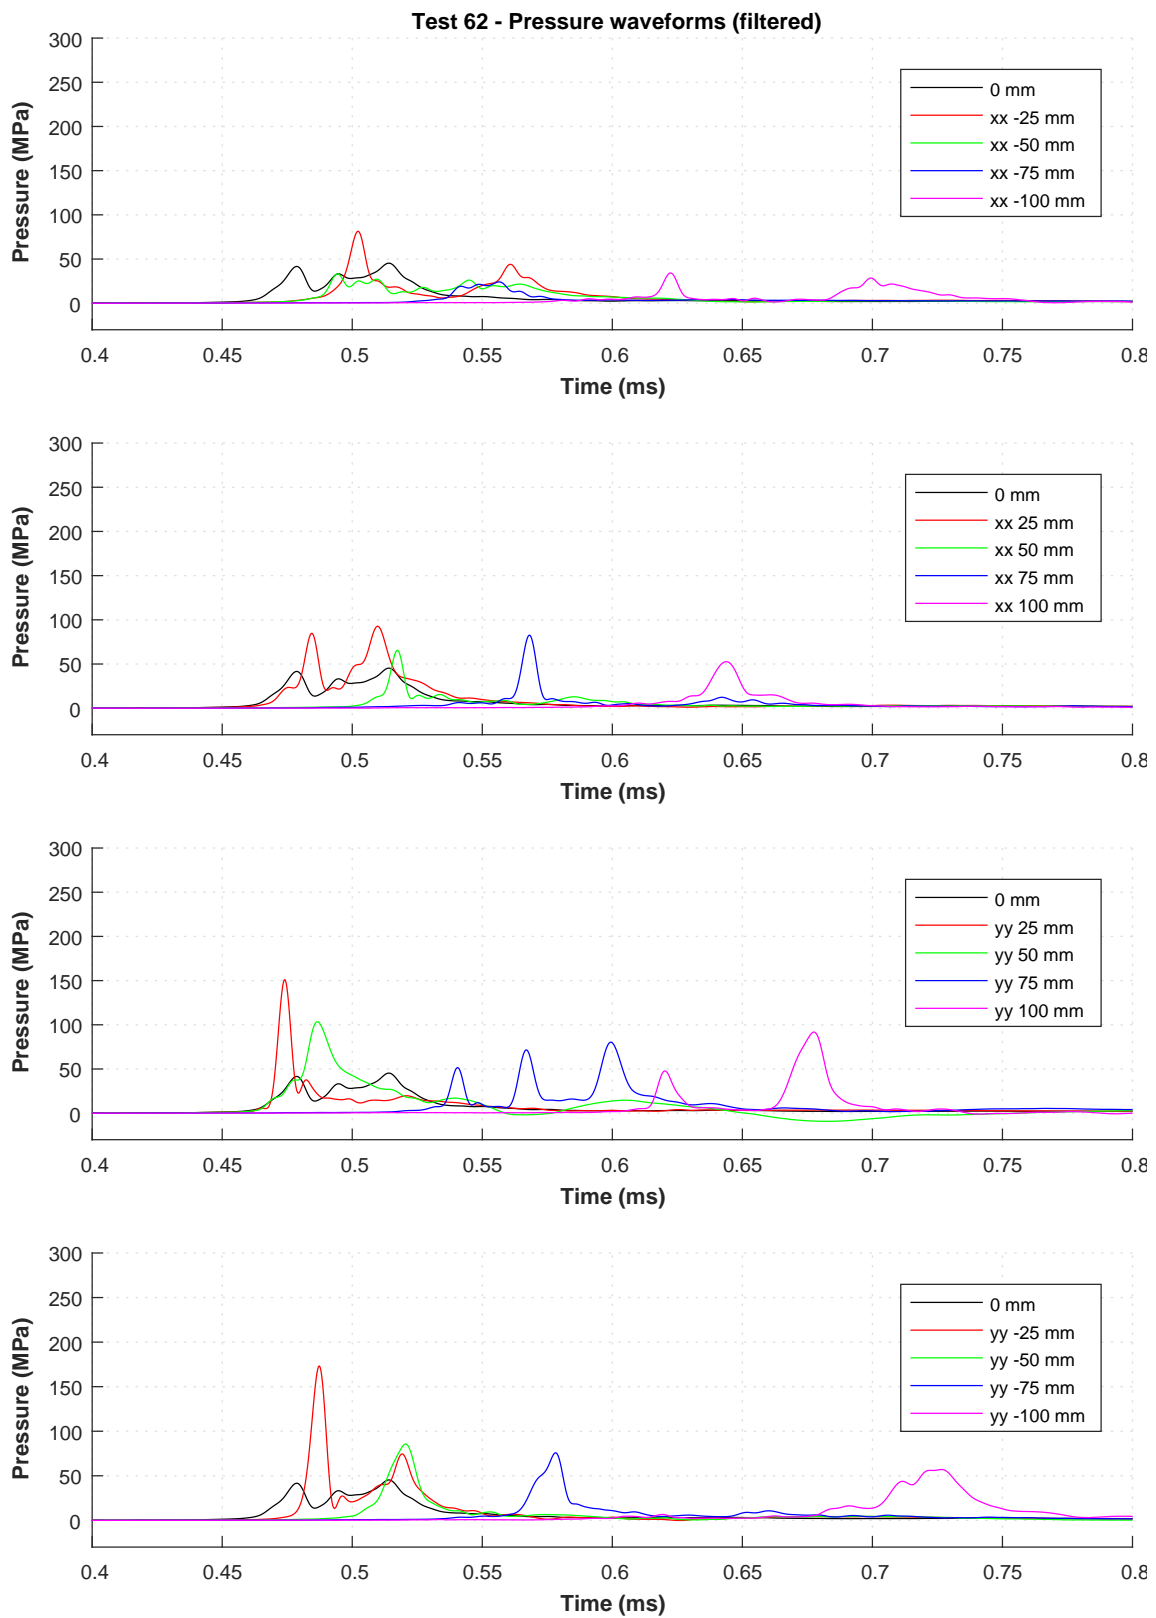 Test 62 - Pressure waveforms (filtered)
300
250
200
150
100
50
0
Pressure (MPa)
0 mm
xx -25 mm
xx -50 mm
xx -75 mm
xx -100 mm
0.4 0.45 0.5 0.55 0.6 0.65 0.7 0.75 0.8
Time (ms)
300
250
200
150
100
50
0
Pressure (MPa)
0 mm
xx 25 mm
xx 50 mm
xx 75 mm
xx 100 mm
0.4 0.45 0.5 0.55 0.6 0.65 0.7 0.75 0.8
Time (ms)
300
250
200
150
100
50
0
Pressure (MPa)
0 mm
yy 25 mm
yy 50 mm
yy 75 mm
yy 100 mm
0.4 0.45 0.5 0.55 0.6 0.65 0.7 0.75 0.8
Time (ms)
300
250
200
150
100
50
0
Pressure (MPa)
0 mm
yy -25 mm
yy -50 mm
yy -75 mm
yy -100 mm
0.4 0.45 0.5 0.55 0.6 0.65 0.7 0.75 0.8
Time (ms)